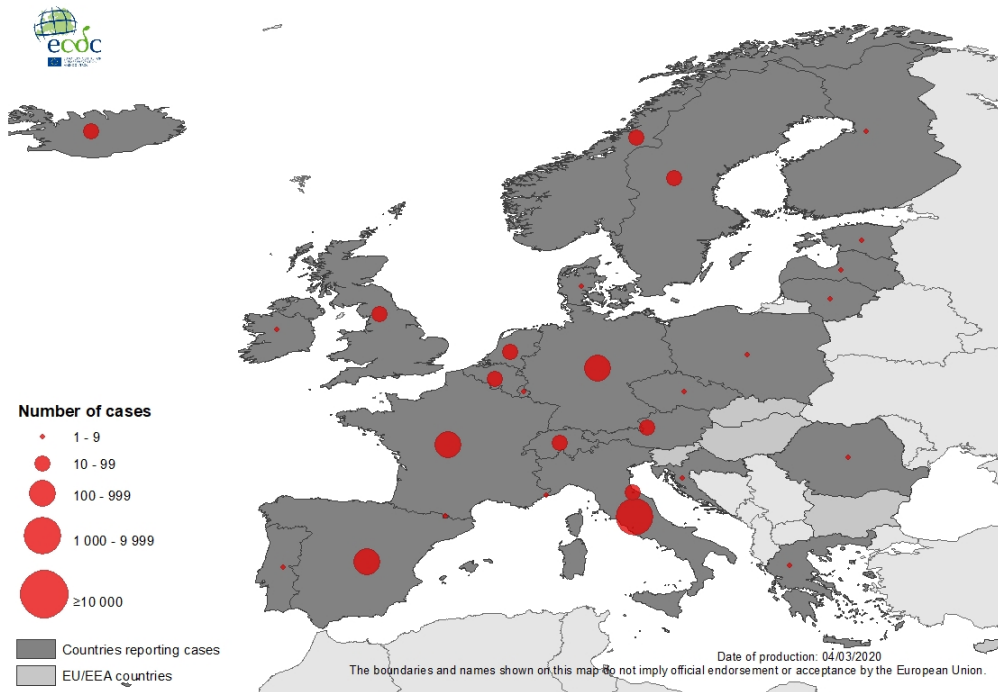 ecdc
Number of cases
1 - 9
10 - 99
100 - 999
1 000 - 9 999
≥10 000
Countries reporting cases
EU/EEA countries
Date of production: 04/03/2020
The boundaries and names shown on this map do not imply official endorsement or acceptance by the European Union.